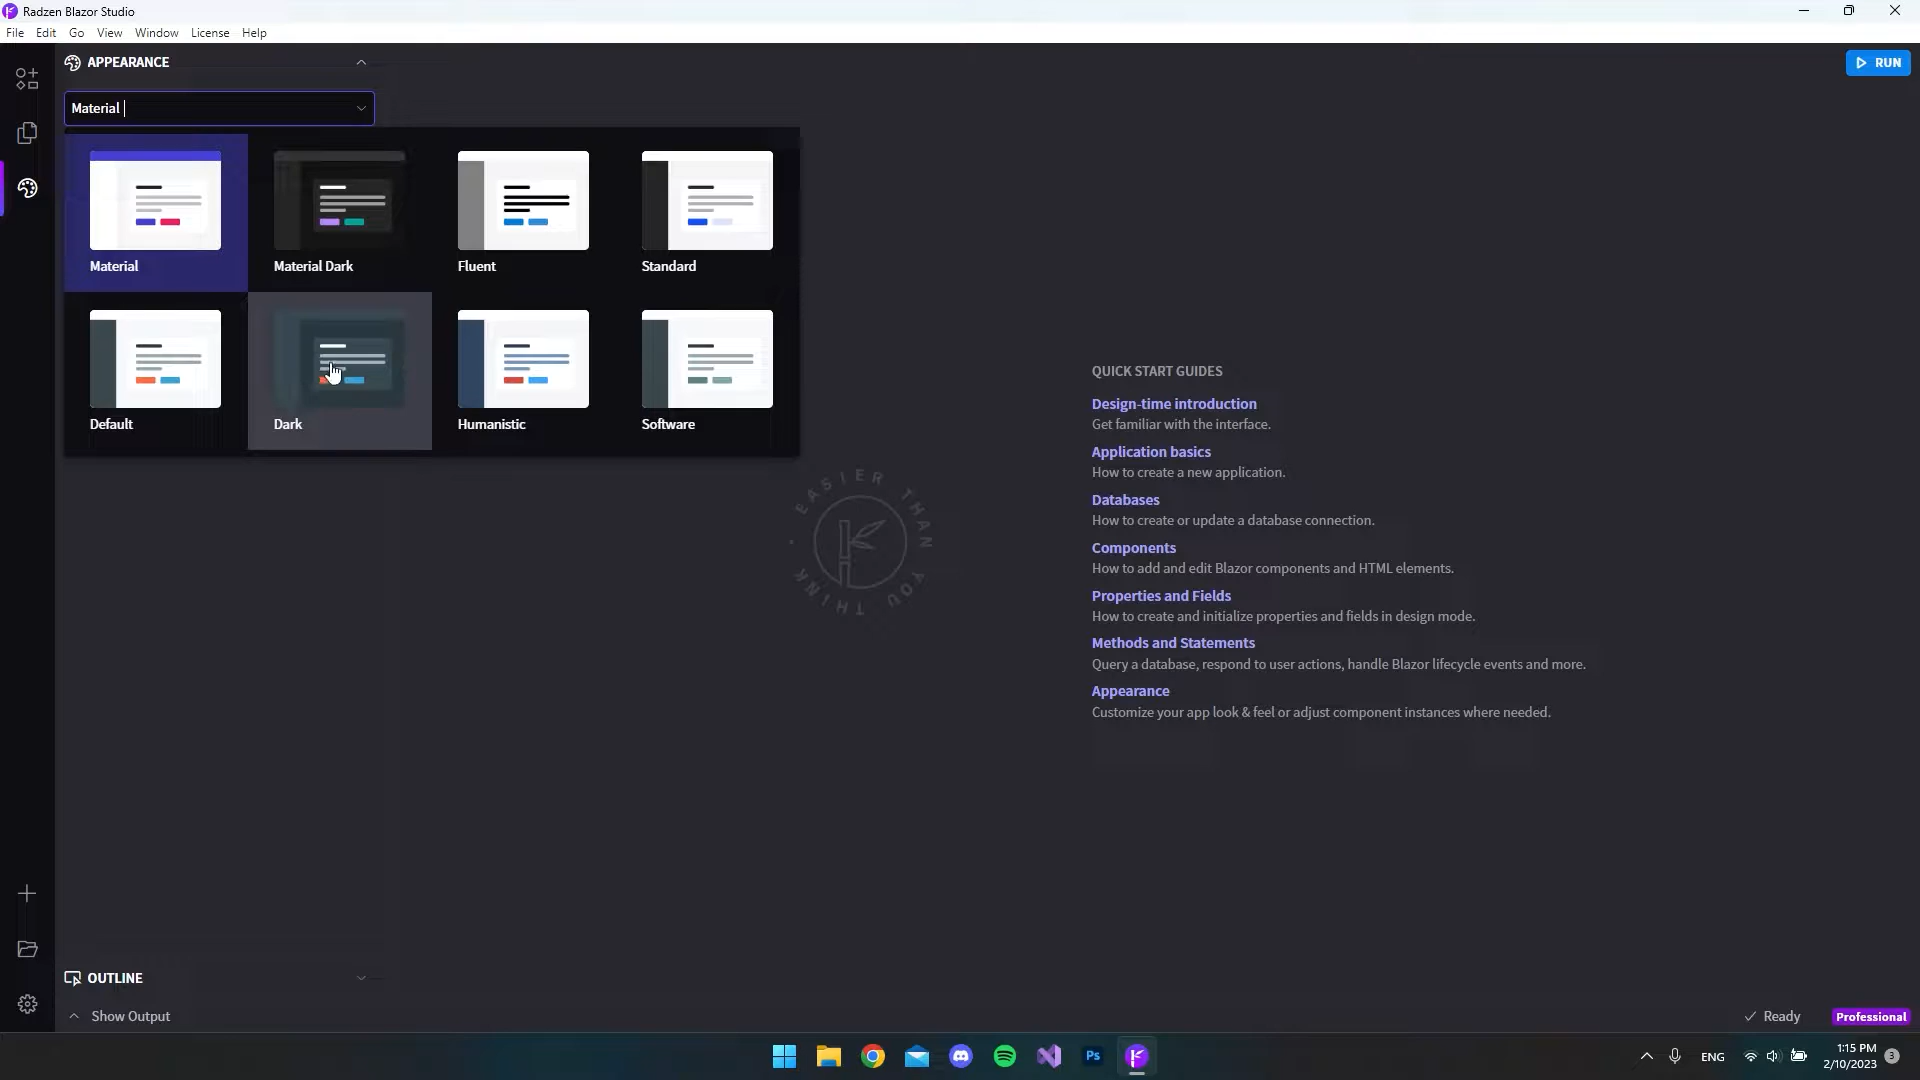 Radzen Blazor Studio
File Edit Go View Window License Help
APPEARANCE
RUN
Material
Material
Material Dark
Fluent
Standard
Default
Dark
Humanistic
Software
EASIER THAN YOU THINK
QUICK START GUIDES
Design-time introduction
Get familiar with the interface.
Application basics
How to create a new application.
Databases
How to create or update a database connection.
Components
How to add and edit Blazor components and HTML elements.
Properties and Fields
How to create and initialize properties and fields in design mode.
Methods and Statements
Query a database, respond to user actions, handle Blazor lifecycle events and more.
Appearance
Customize your app look & feel or adjust component instances where needed.
OUTLINE
Show Output
Ready
Professional
Ps
ENG
1:15 PM
2/10/2023
3